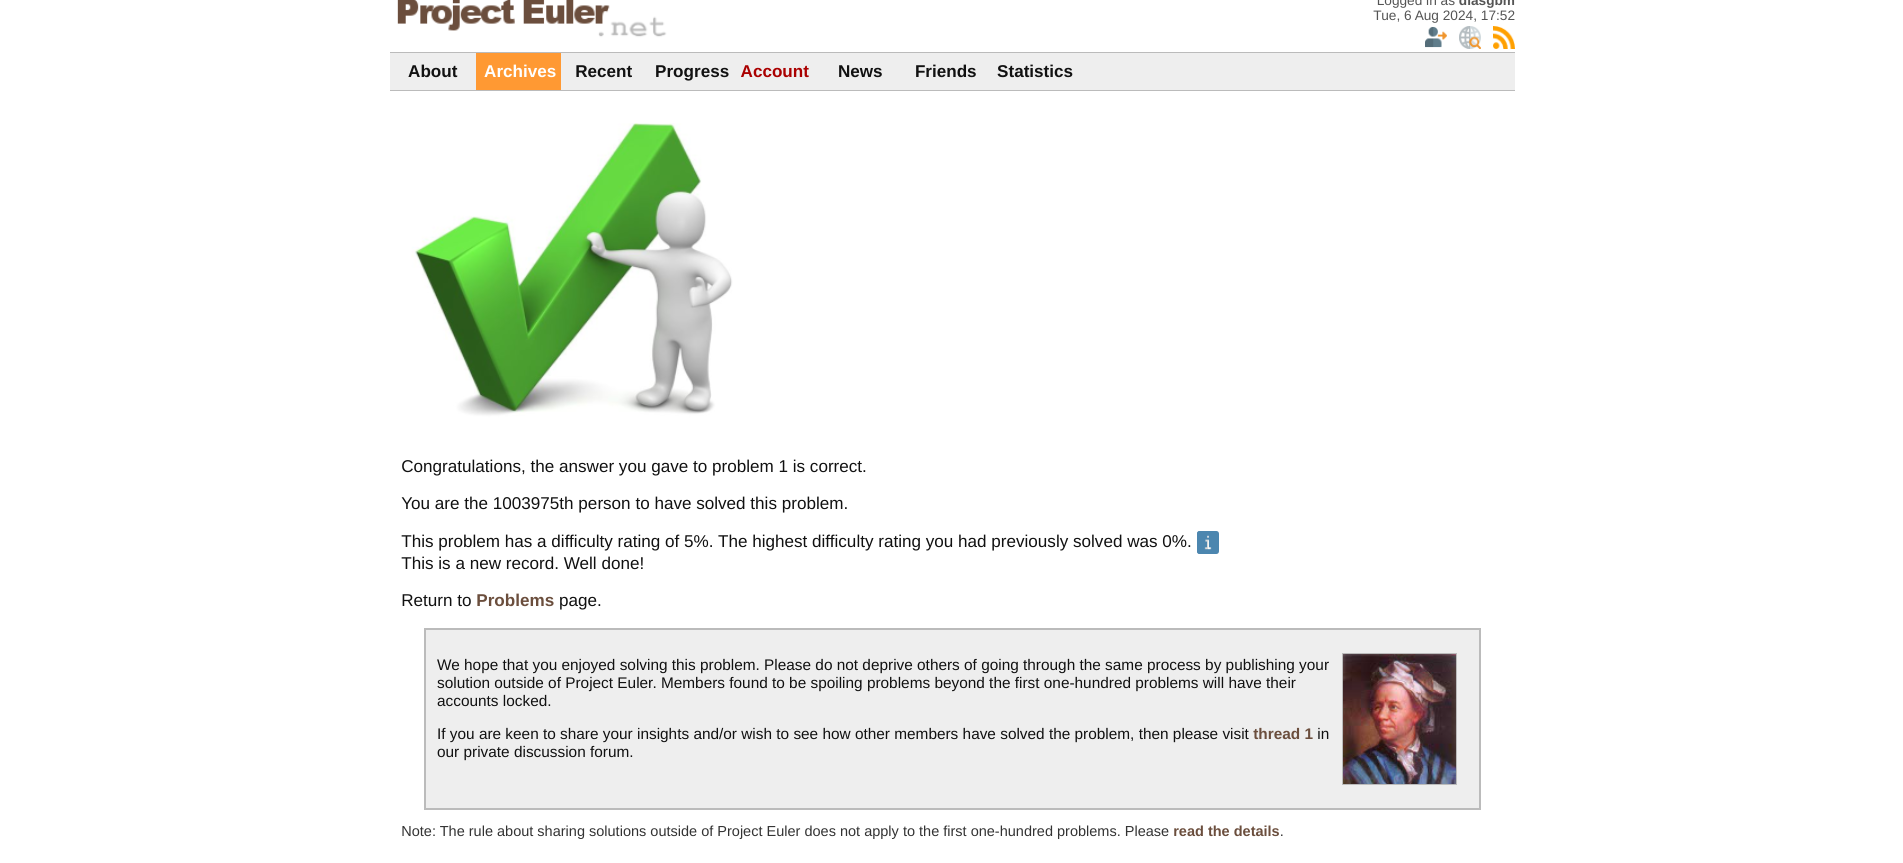 Project Euler
.net
Logged in as diasgbm
Tue, 6 Aug 2024, 17:52
About Archives Recent Progress Account News Friends Statistics
Congratulations, the answer you gave to problem 1 is correct.
You are the 1003975th person to have solved this problem.
This problem has a difficulty rating of 5%. The highest difficulty rating you had previously solved was 0%. i
This is a new record. Well done!
Return to Problems page.
We hope that you enjoyed solving this problem. Please do not deprive others of going through the same process by publishing your
solution outside of Project Euler. Members found to be spoiling problems beyond the first one-hundred problems will have their
accounts locked.
If you are keen to share your insights and/or wish to see how other members have solved the problem, then please visit thread 1 in
our private discussion forum.
Note: The rule about sharing solutions outside of Project Euler does not apply to the first one-hundred problems. Please read the details.